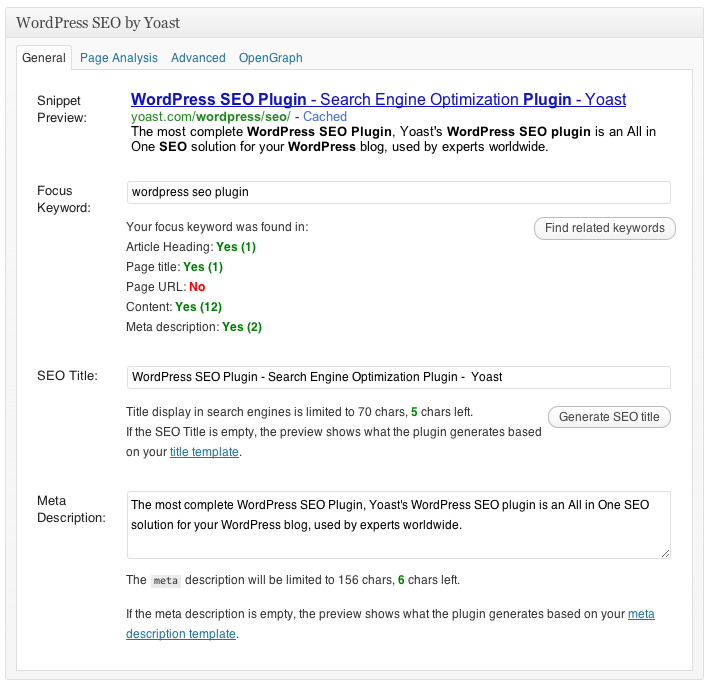 WordPress SEO by Yoast
General Page Analysis Advanced OpenGraph
Snippet Preview:
WordPress SEO Plugin - Search Engine Optimization Plugin - Yoast
yoast.com/wordpress/seo/ - Cached
The most complete WordPress SEO Plugin, Yoast's WordPress SEO plugin is an All in
One SEO solution for your WordPress blog, used by experts worldwide.
Focus Keyword:
wordpress seo plugin
Your focus keyword was found in:
Find related keywords
Article Heading: Yes (1)
Page title: Yes (1)
Page URL: No
Content: Yes (12)
Meta description: Yes (2)
SEO Title:
WordPress SEO Plugin - Search Engine Optimization Plugin -  Yoast
Title display in search engines is limited to 70 chars, 5 chars left.
Generate SEO title
If the SEO Title is empty, the preview shows what the plugin generates based
on your title template.
Meta Description:
The most complete WordPress SEO Plugin, Yoast's WordPress SEO plugin is an All in One SEO
solution for your WordPress blog, used by experts worldwide.
The meta description will be limited to 156 chars, 6 chars left.
If the meta description is empty, the preview shows what the plugin generates based on your meta
description template.